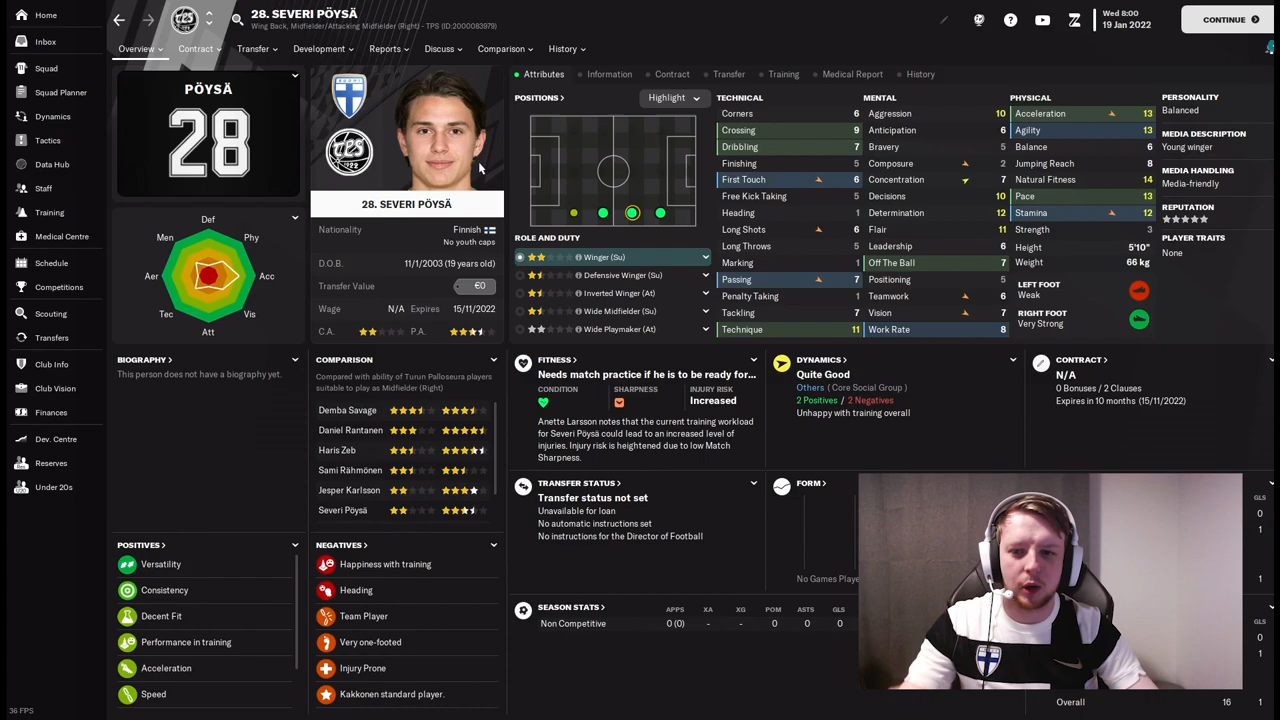 Home
Inbox
Squad
Squad Planner
Dynamics
Tactics
Data Hub
Staff
Training
Medical Centre
Schedule
Competitions
Scouting
Transfers
Club Info
Club Vision
Finances
Dev. Centre
Reserves
Under 20s
36 FPS
28. SEVERI PÖYSÄ
Wing Back, Midfielder/Attacking Midfielder (Right) - TPS (ID:2000083979)
Wed 8:00
19 Jan 2022
CONTINUE
Overview
Contract
Transfer
Development
Reports
Discuss
Comparison
History
PÖYSÄ
28
28. SEVERI PÖYSÄ
Nationality Finnish
No youth caps
D.O.B. 11/1/2003 (19 years old)
Transfer Value €0
Wage N/A Expires 15/11/2022
C.A. P.A.
Def
Phy
Acc
Vis
Att
Tec
Aer
Men
Attributes
Information
Contract
Transfer
Training
Medical Report
History
POSITIONS
Highlight
ROLE AND DUTY
Winger (Su)
Defensive Winger (Su)
Inverted Winger (At)
Wide Midfielder (Su)
Wide Playmaker (At)
TECHNICAL
Corners 6
Crossing 9
Dribbling 7
Finishing 5
First Touch 6
Free Kick Taking 5
Heading 1
Long Shots 6
Long Throws 5
Marking 1
Passing 7
Penalty Taking 1
Tackling 7
Technique 11
MENTAL
Aggression 10
Anticipation 6
Bravery 5
Composure 2
Concentration 7
Decisions 10
Determination 12
Flair 11
Leadership 6
Off The Ball 7
Positioning 5
Teamwork 6
Vision 7
Work Rate 8
PHYSICAL
Acceleration 13
Agility 13
Balance 6
Jumping Reach 8
Natural Fitness 14
Pace 13
Stamina 12
Strength 3
Height 5'10"
Weight 66 kg
LEFT FOOT
Weak
RIGHT FOOT
Very Strong
PERSONALITY
Balanced
MEDIA DESCRIPTION
Young winger
MEDIA HANDLING
Media-friendly
REPUTATION
PLAYER TRAITS
None
BIOGRAPHY
This person does not have a biography yet.
COMPARISON
Compared with ability of Turun Palloseura players
suitable to play as Midfielder (Right)
Demba Savage
Daniel Rantanen
Haris Zeb
Sami Rähmönen
Jesper Karlsson
Severi Pöysä
POSITIVES
Versatility
Consistency
Decent Fit
Performance in training
Acceleration
Speed
NEGATIVES
Happiness with training
Heading
Team Player
Very one-footed
Injury Prone
Kakkonen standard player.
FITNESS
Needs match practice if he is to be ready for...
CONDITION
SHARPNESS
INJURY RISK
Increased
Anette Larsson notes that the current training workload
for Severi Pöysä could lead to an increased level of
injuries. Injury risk is heightened due to low Match
Sharpness.
DYNAMICS
Quite Good
Others ( Core Social Group )
2 Positives / 2 Negatives
Unhappy with training overall
CONTRACT
N/A
0 Bonuses / 2 Clauses
Expires in 10 months (15/11/2022)
TRANSFER STATUS
Transfer status not set
Unavailable for loan
No automatic instructions set
No instructions for the Director of Football
FORM
No Games Playe
SEASON STATS
APPS XA XG POM ASTS GLS
Non Competitive 0 (0) - - 0 0 0
GLS
0
1
GLS
0
1
Overall 16 1